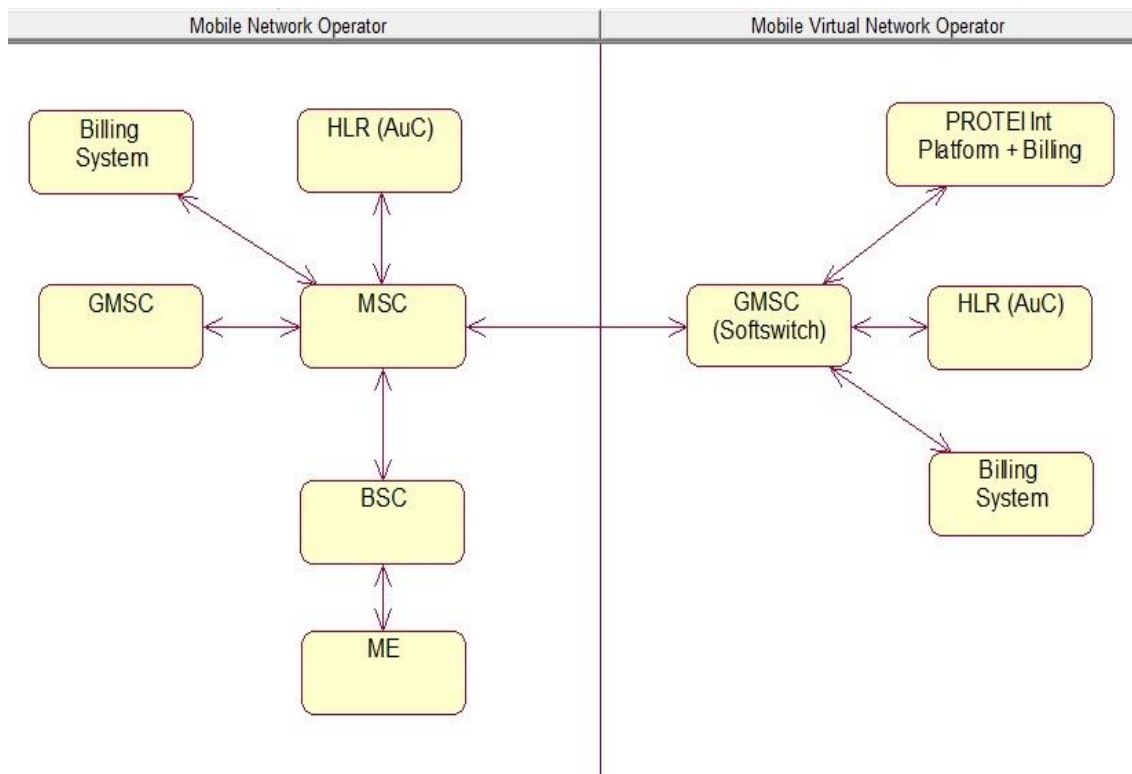 Mobile Network Operator
Mobile Virtual Network Operator
Billing
System
HLR (AuC)
PROTEI Int
Platform + Billing
GMSC
MSC
GMSC
(Softswitch)
HLR (AuC)
BSC
Billing
System
ME